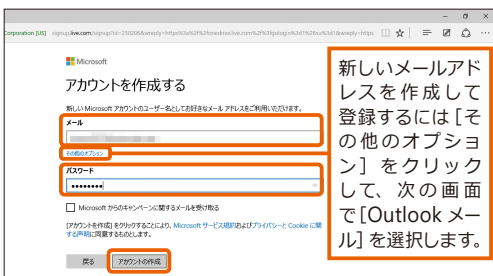 Corporation [US]
signup.live.com/signup?id=250206&wreply=https%2a%2f%2fonedrive.live.com%2f%3fgologin%3d1%26su%3d1&wreply=https
Microsoft
アカウントを作成する
新しい Microsoft アカウントのユーザー名としてお好きなメール アドレスをご利用いただけます。
メール
その他のオプション
パスワード
Microsoft からのキャンペーンに関するメールを受け取る
[アカウントを作成] をクリックすることにより、Microsoft サービス規約およびプライバシーと Cookie に関
する声明に同意するものとします。
戻る
アカウントの作成
新しいメールアド
レスを作成して
登録するには[そ
の他のオプショ
ン]をクリック
して、次の画面
で[Outlook メー
ル]を選択します。